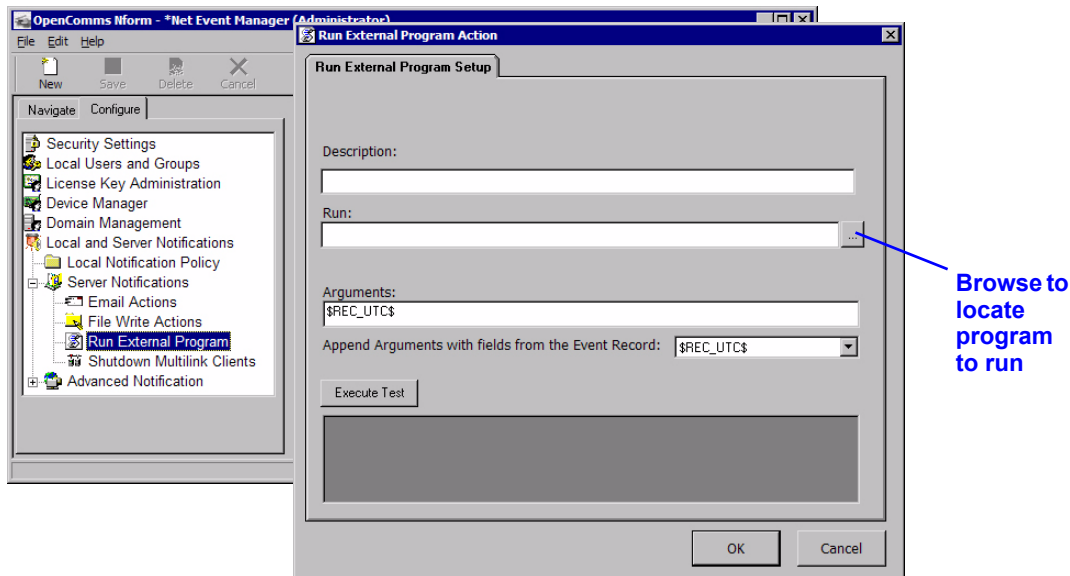 OpenComms Nform - *Net Event Manager (Administrator)
File Edit Help
New Save Delete Cancel
Navigate Configure
Security Settings
Local Users and Groups
License Key Administration
Device Manager
Domain Management
Local and Server Notifications
Local Notification Policy
Server Notifications
Email Actions
File Write Actions
Run External Program
Shutdown Multilink Clients
Advanced Notification
Run External Program Action
Run External Program Setup
Description:
Run:
...
Arguments:
$REC_UTC$
Append Arguments with fields from the Event Record: $REC_UTC$
Execute Test
OK Cancel
Browse to
locate
program
to run